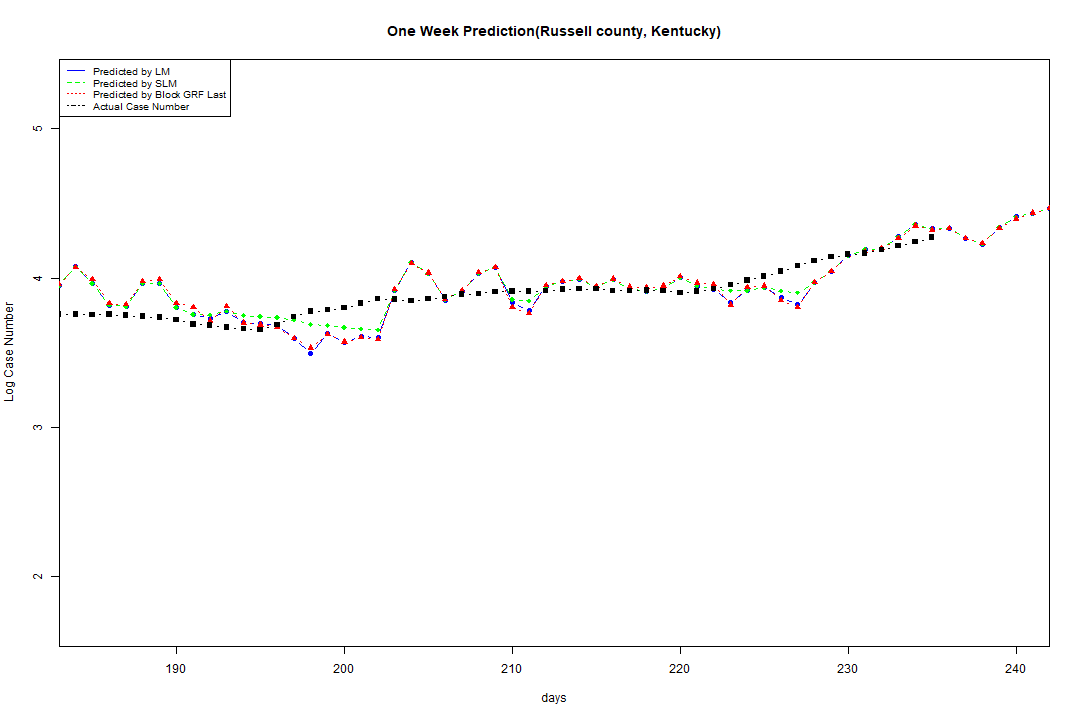 One Week Prediction(Russell county, Kentucky)
Predicted by LM
Predicted by SLM
Predicted by Block GRF Last
Actual Case Number
5
4
3
2
Log Case Number
190 200 210 220 230 240
days